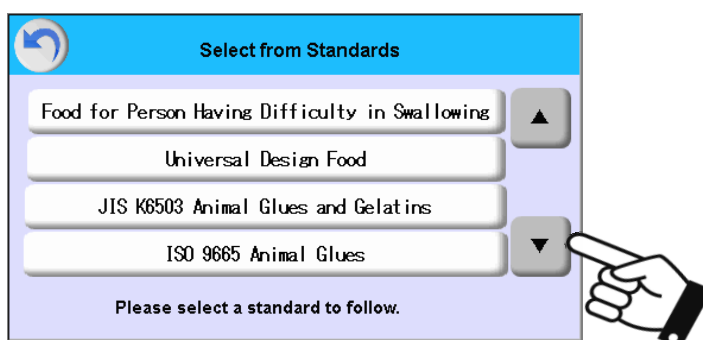 Select from Standards
Food for Person Having Difficulty in Swallowing
Universal Design Food
JIS K6503 Animal Glues and Gelatins
ISO 9665 Animal Glues
Please select a standard to follow.